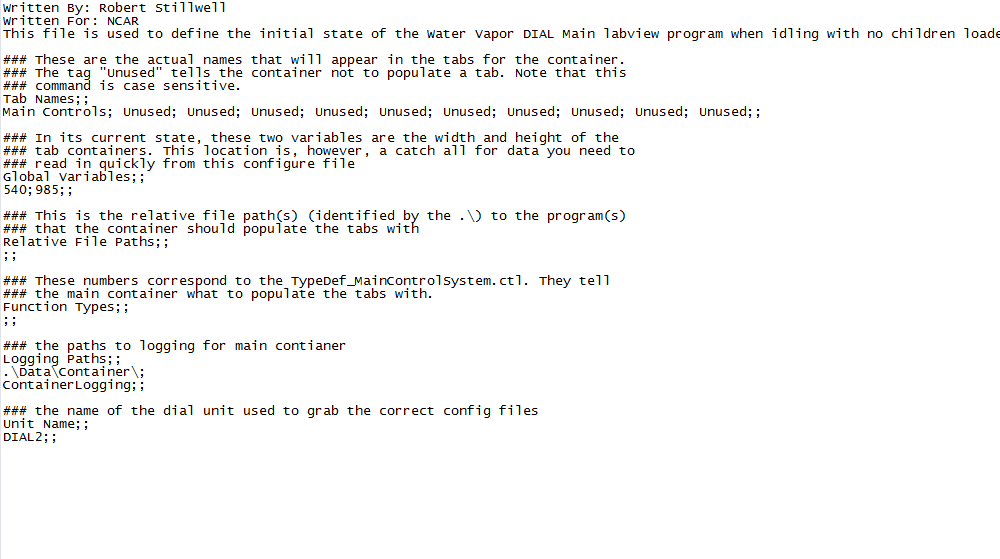 Written By: Robert Stillwell
Written For: NCAR
This file is used to define the initial state of the Water Vapor DIAL Main labview program when idling with no children loade
### These are the actual names that will appear in the tabs for the container.
### The tag "Unused" tells the container not to populate a tab. Note that this
### command is case sensitive.
Tab Names;;
Main Controls; Unused; Unused; Unused; Unused; Unused; Unused; Unused; Unused; Unused; Unused;;
### In its current state, these two variables are the width and height of the
### tab containers. This location is, however, a catch all for data you need to
### read in quickly from this configure file
Global Variables;;
540;985;;
### This is the relative file path(s) (identified by the .\) to the program(s)
### that the container should populate the tabs with
Relative File Paths;;
;;
### These numbers correspond to the TypeDef_MainControlSystem.ctl. They tell
### the main container what to populate the tabs with.
Function Types;;
;;
### the paths to logging for main contianer
Logging Paths;;
.\Data\Container\;
ContainerLogging;;
### the name of the dial unit used to grab the correct config files
Unit Name;;
DIAL2;;